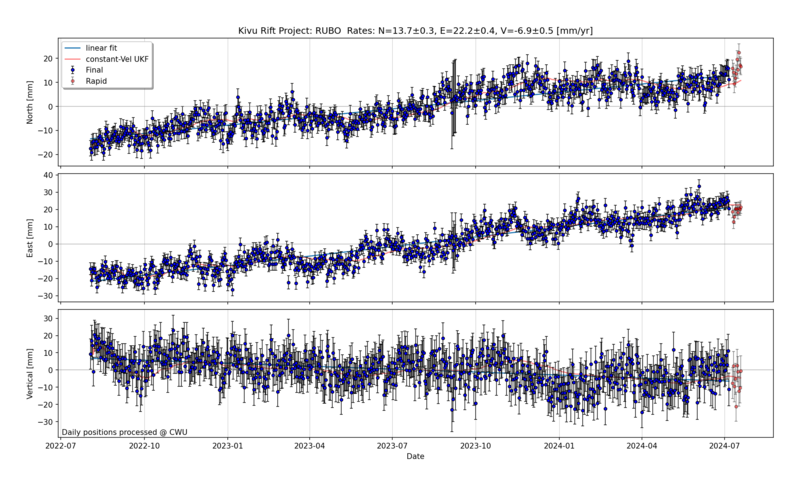 Kivu Rift Project: RUBO Rates: N=13.7±0.3, E=22.2±0.4, V=-6.9±0.5 [mm/yr]
linear fit
constant-Vel UKF
Final
Rapid
North [mm]
20
10
0
−10
−20
East [mm]
40
30
20
10
0
−10
−20
−30
Vertical [mm]
30
20
10
0
−10
−20
−30
Daily positions processed @ CWU
2022-07
2022-10
2023-01
2023-04
2023-07
2023-10
2024-01
2024-04
2024-07
Date